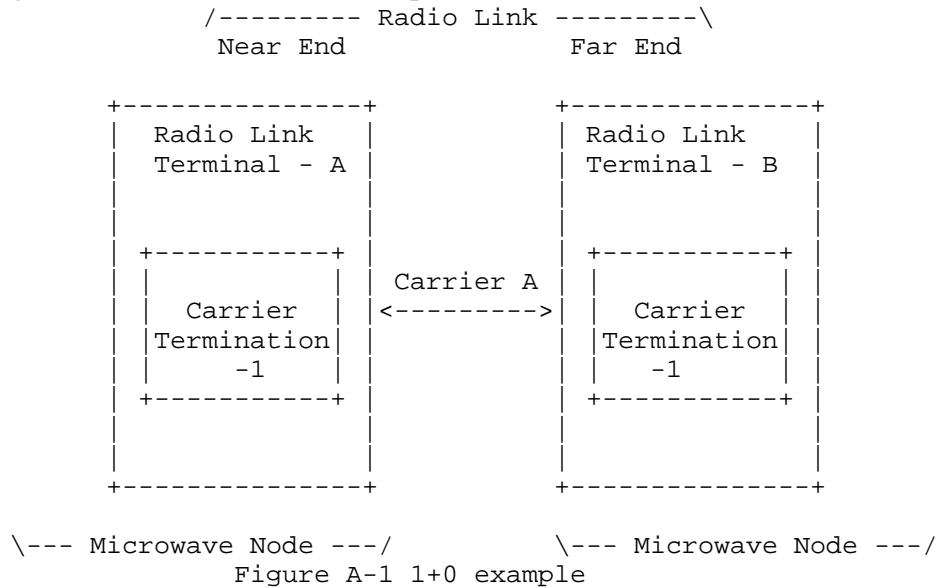 /--------- Radio Link ---------\
Near End Far End
Radio Link Radio Link
Terminal - A Terminal - B
Carrier A
Carrier <---------> Carrier
Termination Termination
-1 -1
\--- Microwave Node ---/ \--- Microwave Node ---/
Figure A-1 1+0 example